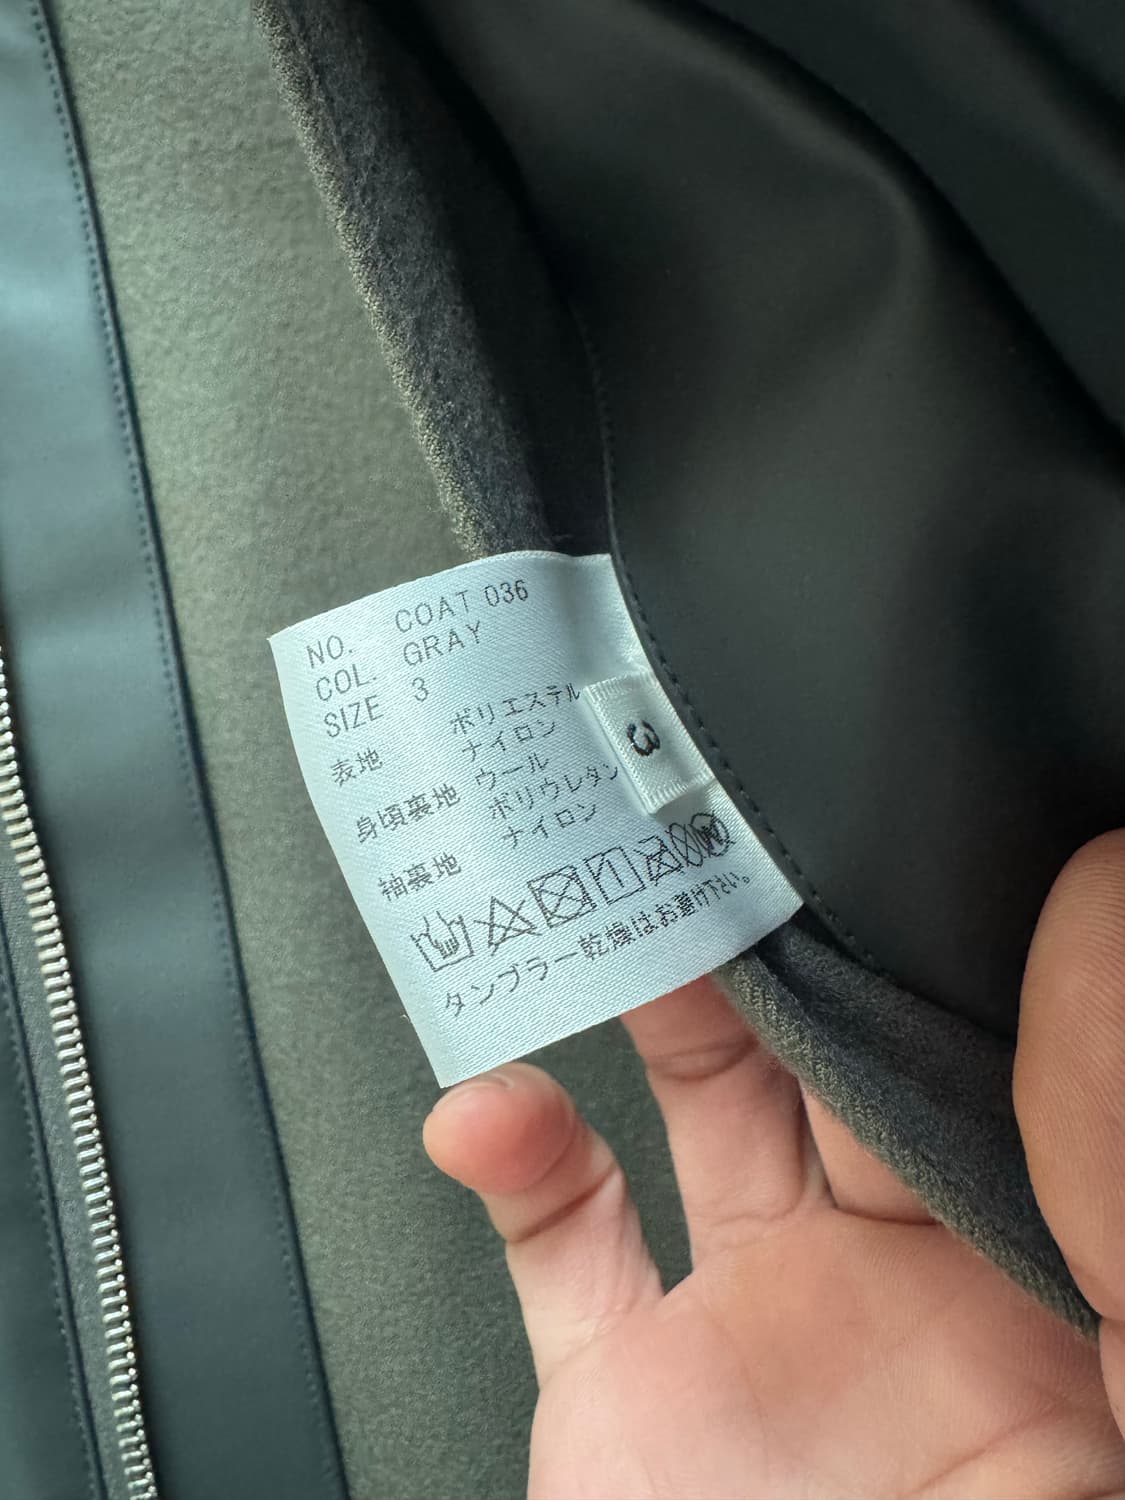 NO. COAT 036
COL. GRAY
SIZE 3
表地 ポリエステル
ナイロン
身頃裏地 ウール
ポリウレタン
袖裏地 ナイロン
タンブラー乾燥はお避け下さい。
3